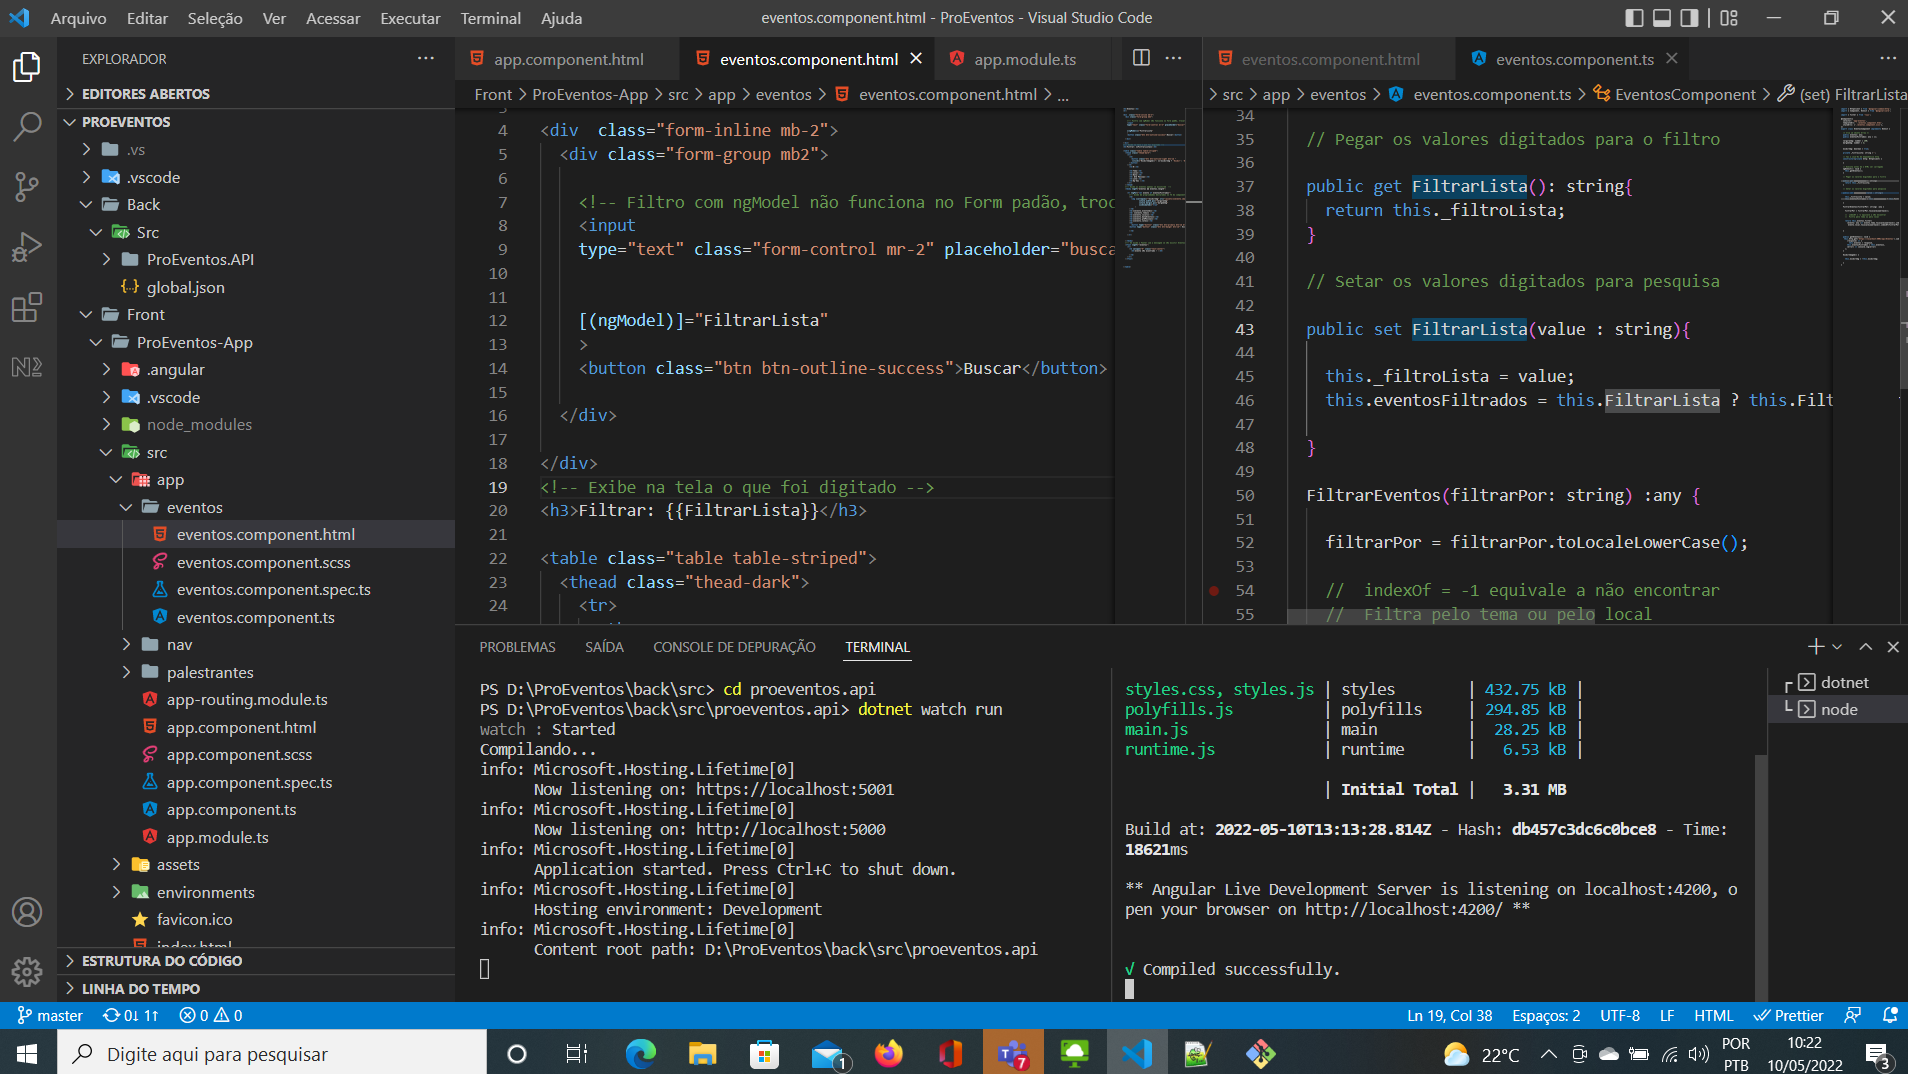 Arquivo Editar Seleção Ver Acessar Executar Terminal Ajuda
eventos.component.html - ProEventos - Visual Studio Code
EXPLORADOR
EDITORES ABERTOS
PROEVENTOS
.vs
.vscode
Back
Src
ProEventos.API
global.json
Front
ProEventos-App
.angular
.vscode
node_modules
src
app
eventos
eventos.component.html
eventos.component.scss
eventos.component.spec.ts
eventos.component.ts
nav
palestrantes
app-routing.module.ts
app.component.html
app.component.scss
app.component.spec.ts
app.component.ts
app.module.ts
assets
environments
favicon.ico
index.html
ESTRUTURA DO CÓDIGO
LINHA DO TEMPO
app.component.html eventos.component.html app.module.ts
Front > ProEventos-App > src > app > eventos > eventos.component.html > ...
4 <div  class="form-inline mb-2">
5 <div class="form-group mb2">
6
7 <!-- Filtro com ngModel não funciona no Form padão, troc
8 <input
9 type="text" class="form-control mr-2" placeholder="busca
10
11
12 [(ngModel)]="FiltrarLista"
13 >
14 <button class="btn btn-outline-success">Buscar</button>
15
16 </div>
17
18 </div>
19 <!-- Exibe na tela o que foi digitado -->
20 <h3>Filtrar: {{FiltrarLista}}</h3>
21
22 <table class="table table-striped">
23 <thead class="thead-dark">
24 <tr>
eventos.component.html eventos.component.ts
> src > app > eventos > eventos.component.ts > EventosComponent > (set) FiltrarLista
34
35 // Pegar os valores digitados para o filtro
36
37 public get FiltrarLista(): string{
38 return this._filtroLista;
39 }
40
41 // Setar os valores digitados para pesquisa
42
43 public set FiltrarLista(value : string){
44
45 this._filtroLista = value;
46 this.eventosFiltrados = this.FiltrarLista ? this.Filt
47
48 }
49
50 FiltrarEventos(filtrarPor: string) :any {
51
52 filtrarPor = filtrarPor.toLocaleLowerCase();
53
54 //  indexOf = -1 equivale a não encontrar
55 //  Filtra pelo tema ou pelo local
PROBLEMAS SAÍDA CONSOLE DE DEPURAÇÃO TERMINAL
PS D:\ProEventos\back\src> cd proeventos.api
PS D:\ProEventos\back\src\proeventos.api> dotnet watch run
watch : Started
Compilando...
info: Microsoft.Hosting.Lifetime[0]
Now listening on: https://localhost:5001
info: Microsoft.Hosting.Lifetime[0]
Now listening on: http://localhost:5000
info: Microsoft.Hosting.Lifetime[0]
Application started. Press Ctrl+C to shut down.
info: Microsoft.Hosting.Lifetime[0]
Hosting environment: Development
info: Microsoft.Hosting.Lifetime[0]
Content root path: D:\ProEventos\back\src\proeventos.api
styles.css, styles.js | styles | 432.75 kB |
polyfills.js | polyfills | 294.85 kB |
main.js | main | 28.25 kB |
runtime.js | runtime | 6.53 kB |
| Initial Total | 3.31 MB
Build at: 2022-05-10T13:13:28.814Z - Hash: db457c3dc6c0bce8 - Time:
18621ms
** Angular Live Development Server is listening on localhost:4200, o
pen your browser on http://localhost:4200/ **
√ Compiled successfully.
dotnet
node
master 0↓ 1↑ 0 0
Ln 19, Col 38 Espaços: 2 UTF-8 LF HTML Prettier
Digite aqui para pesquisar
1
7
22°C
POR
PTB
10:22
10/05/2022
3